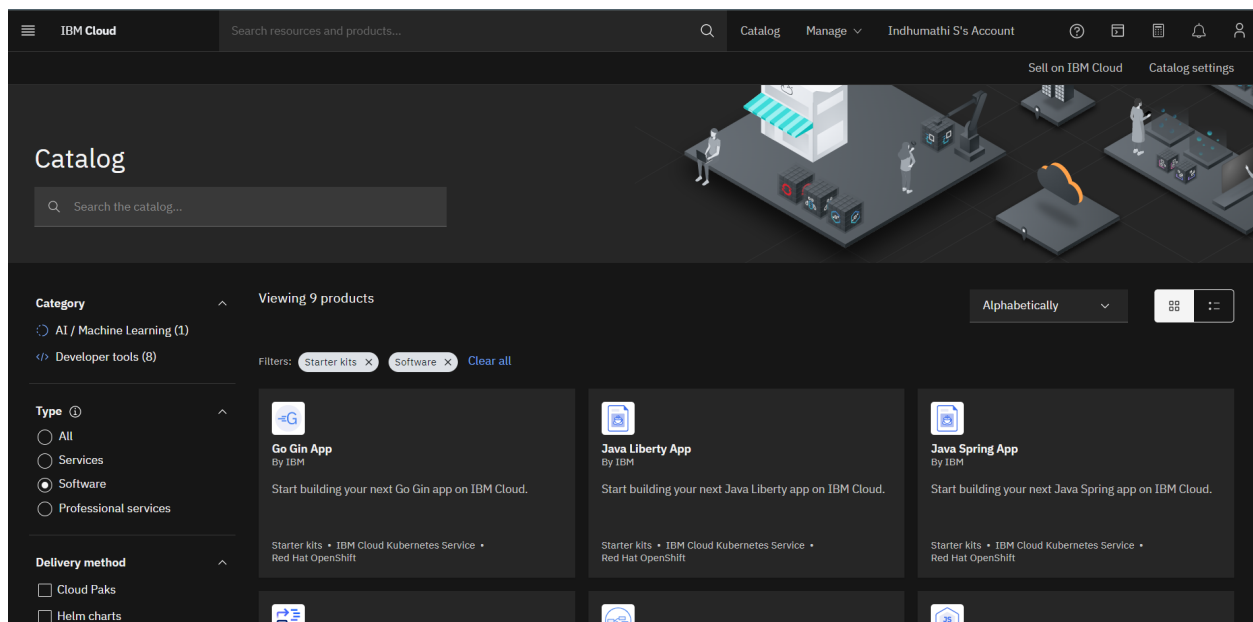 IBM Cloud
Search resources and products...
Catalog
Manage
Indhumathi S's Account
Sell on IBM Cloud
Catalog settings
Catalog
Search the catalog...
Category
AI / Machine Learning (1)
Developer tools (8)
Type
All
Services
Software
Professional services
Delivery method
Cloud Paks
Helm charts
Viewing 9 products
Alphabetically
Filters: Starter kits Software Clear all
G
Go Gin App
By IBM
Start building your next Go Gin app on IBM Cloud.
Starter kits • IBM Cloud Kubernetes Service •
Red Hat OpenShift
Java Liberty App
By IBM
Start building your next Java Liberty app on IBM Cloud.
Starter kits • IBM Cloud Kubernetes Service •
Red Hat OpenShift
Java Spring App
By IBM
Start building your next Java Spring app on IBM Cloud.
Starter kits • IBM Cloud Kubernetes Service •
Red Hat OpenShift
JS